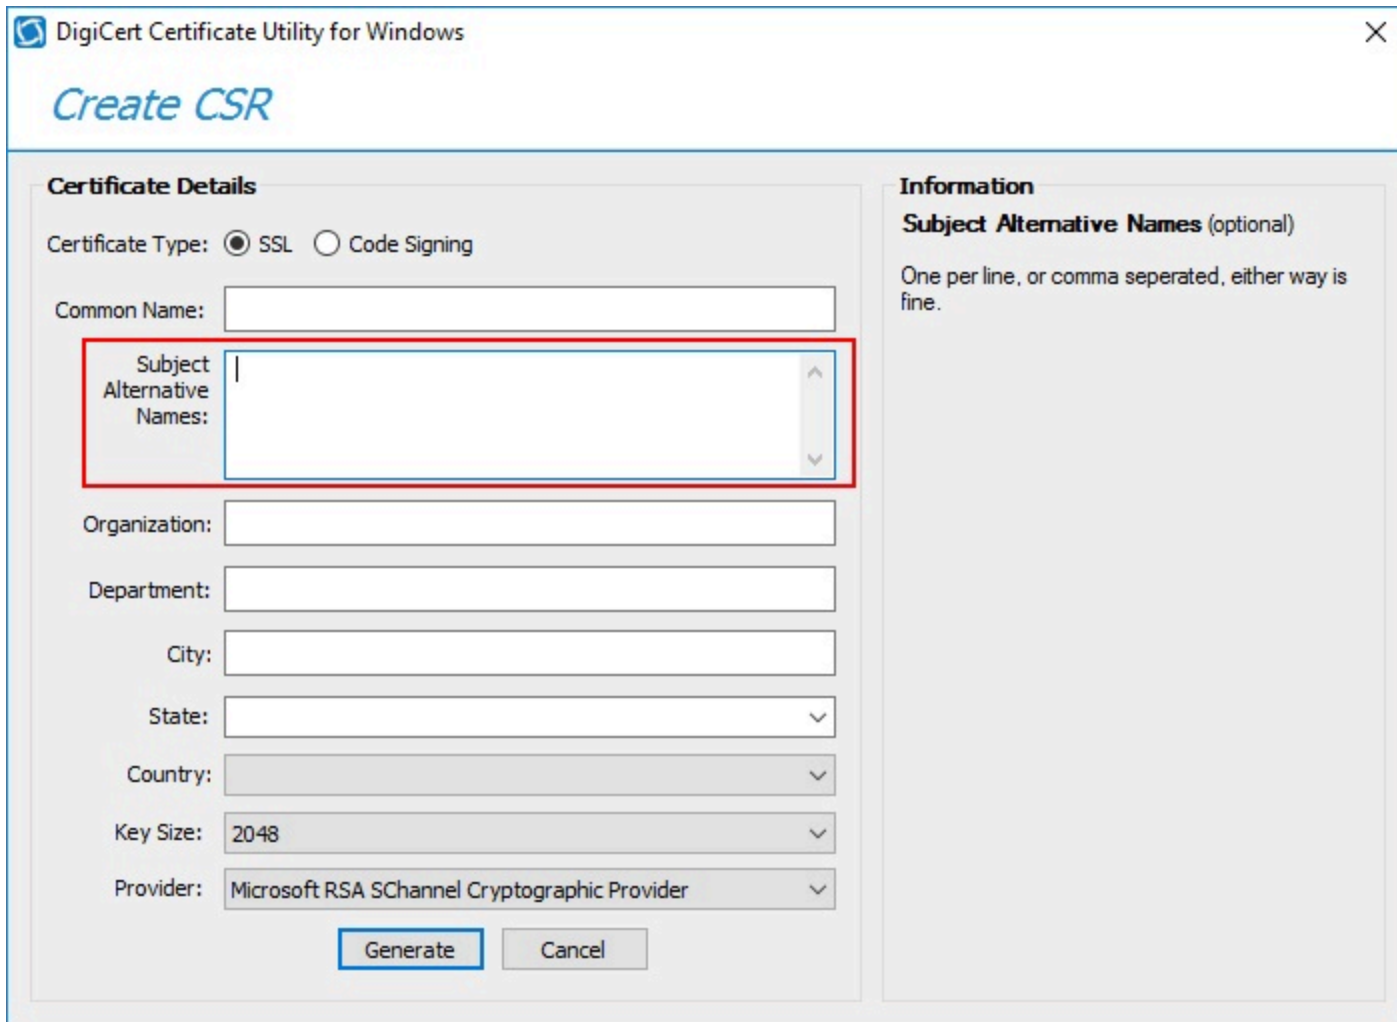 DigiCert Certificate Utility for Windows
Create CSR
Certificate Details
Certificate Type: SSL Code Signing
Common Name:
Subject
Alternative
Names:
Organization:
Department:
City:
State:
Country:
Key Size: 2048
Provider: Microsoft RSA SChannel Cryptographic Provider
Generate Cancel
Information
Subject Alternative Names (optional)
One per line, or comma seperated, either way is
fine.